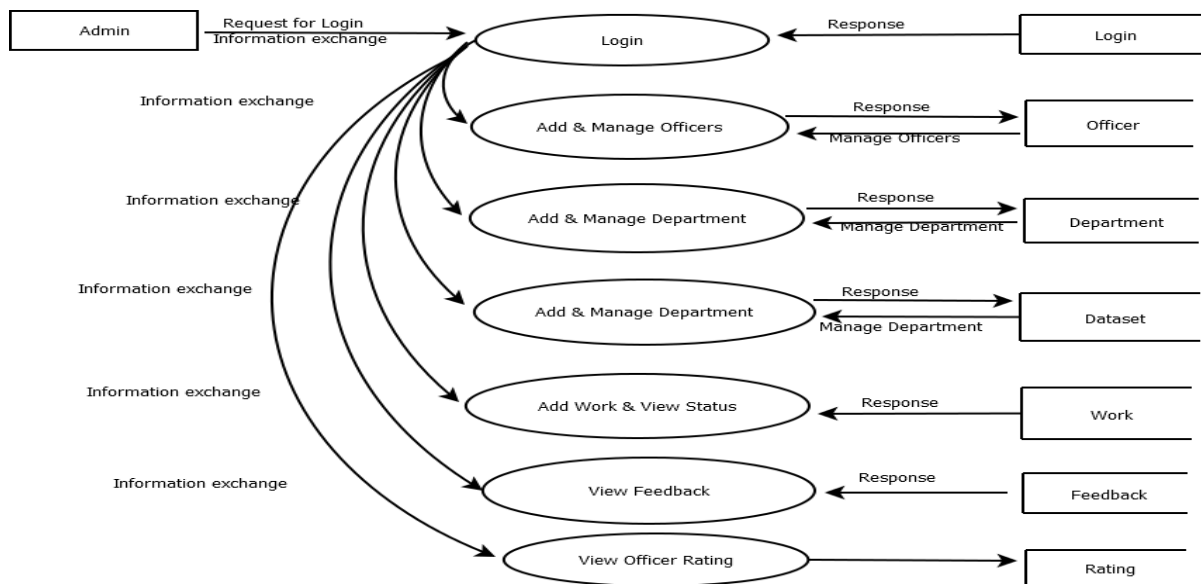 Admin
Request for Login
Information exchange
Login
Response
Login
Information exchange
Add & Manage Officers
Response
Manage Officers
Officer
Information exchange
Add & Manage Department
Response
Manage Department
Department
Information exchange
Add & Manage Department
Response
Manage Department
Dataset
Information exchange
Add Work & View Status
Response
Work
Information exchange
View Feedback
Response
Feedback
View Officer Rating
Rating